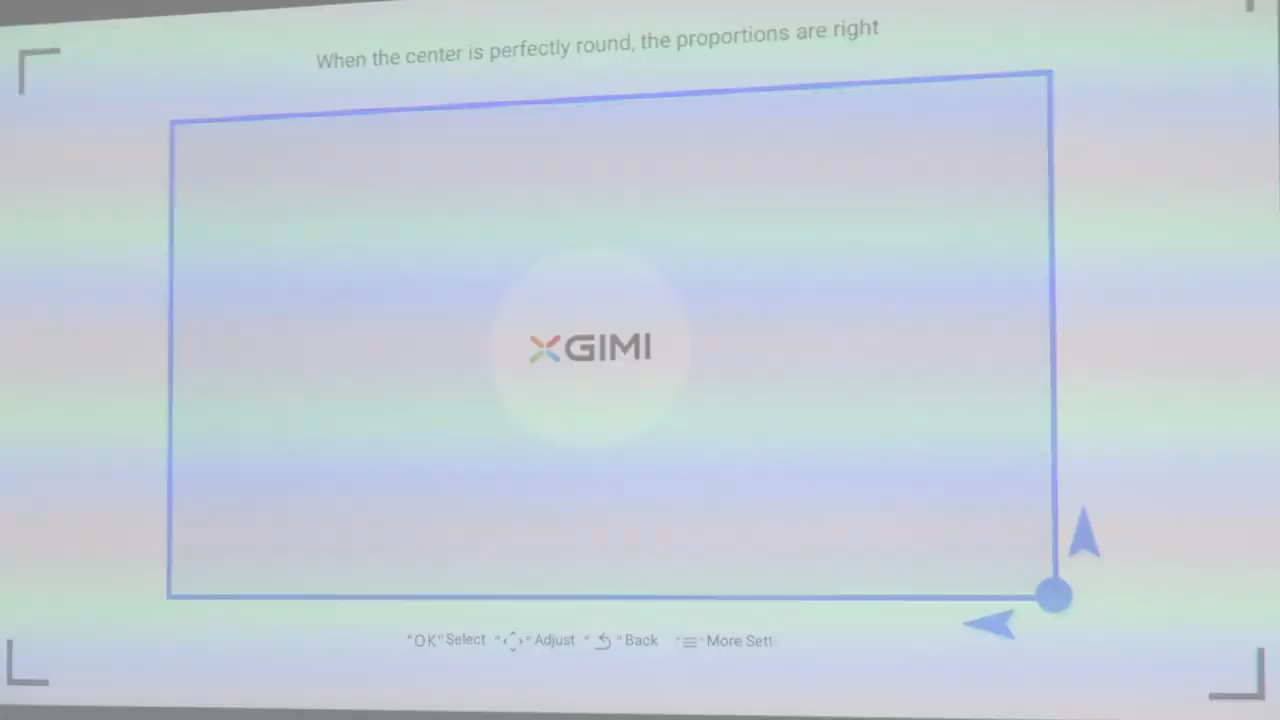 When the center is perfectly round, the proportions are right
XGIMI
"OK" Select " " Adjust " " Back " " More Sett